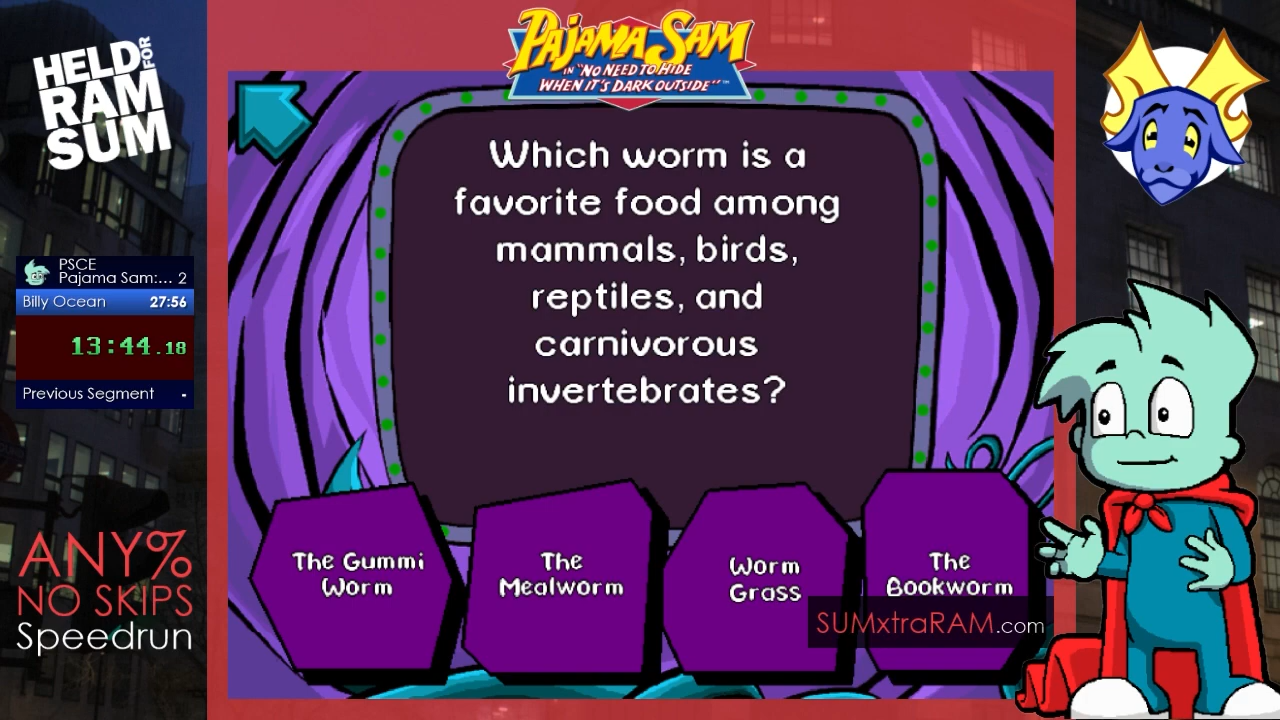 HELD FOR
RAM
SUM
PAJAMA SAM
IN "NO NEED TO HIDE
WHEN IT'S DARK OUTSIDE"™
Which worm is a
favorite food among
mammals, birds,
reptiles, and
carnivorous
invertebrates?
PSCE
Pajama Sam:... 2
Billy Ocean 27:56
13:44.18
Previous Segment -
The Gummi
Worm
The
Mealworm
Worm
Grass
The
Bookworm
ANY%
NO SKIPS
Speedrun
SUMxtraRAM.com